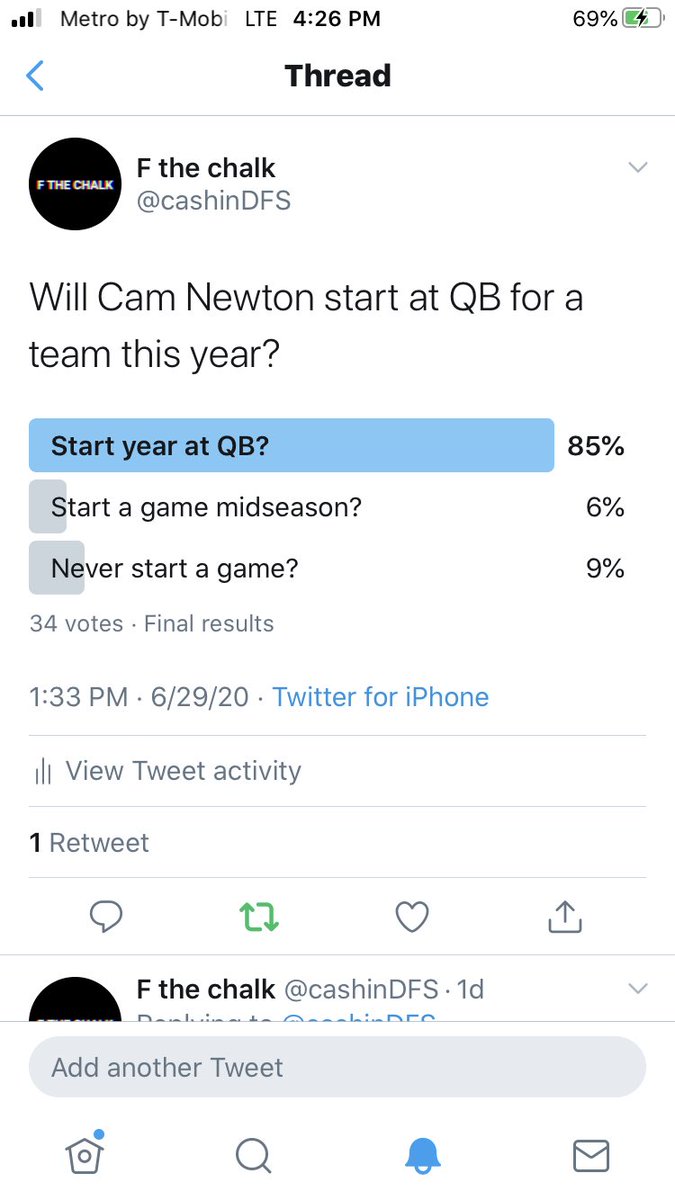 Metro by T-Mobi LTE 4:26 PM 69%
Thread
F THE CHALK
F the chalk
@cashinDFS
Will Cam Newton start at QB for a
team this year?
Start year at QB? 85%
Start a game midseason? 6%
Never start a game? 9%
34 votes · Final results
1:33 PM · 6/29/20 · Twitter for iPhone
View Tweet activity
1 Retweet
F the chalk @cashinDFS · 1d
Replying to @cashinDFS
Add another Tweet